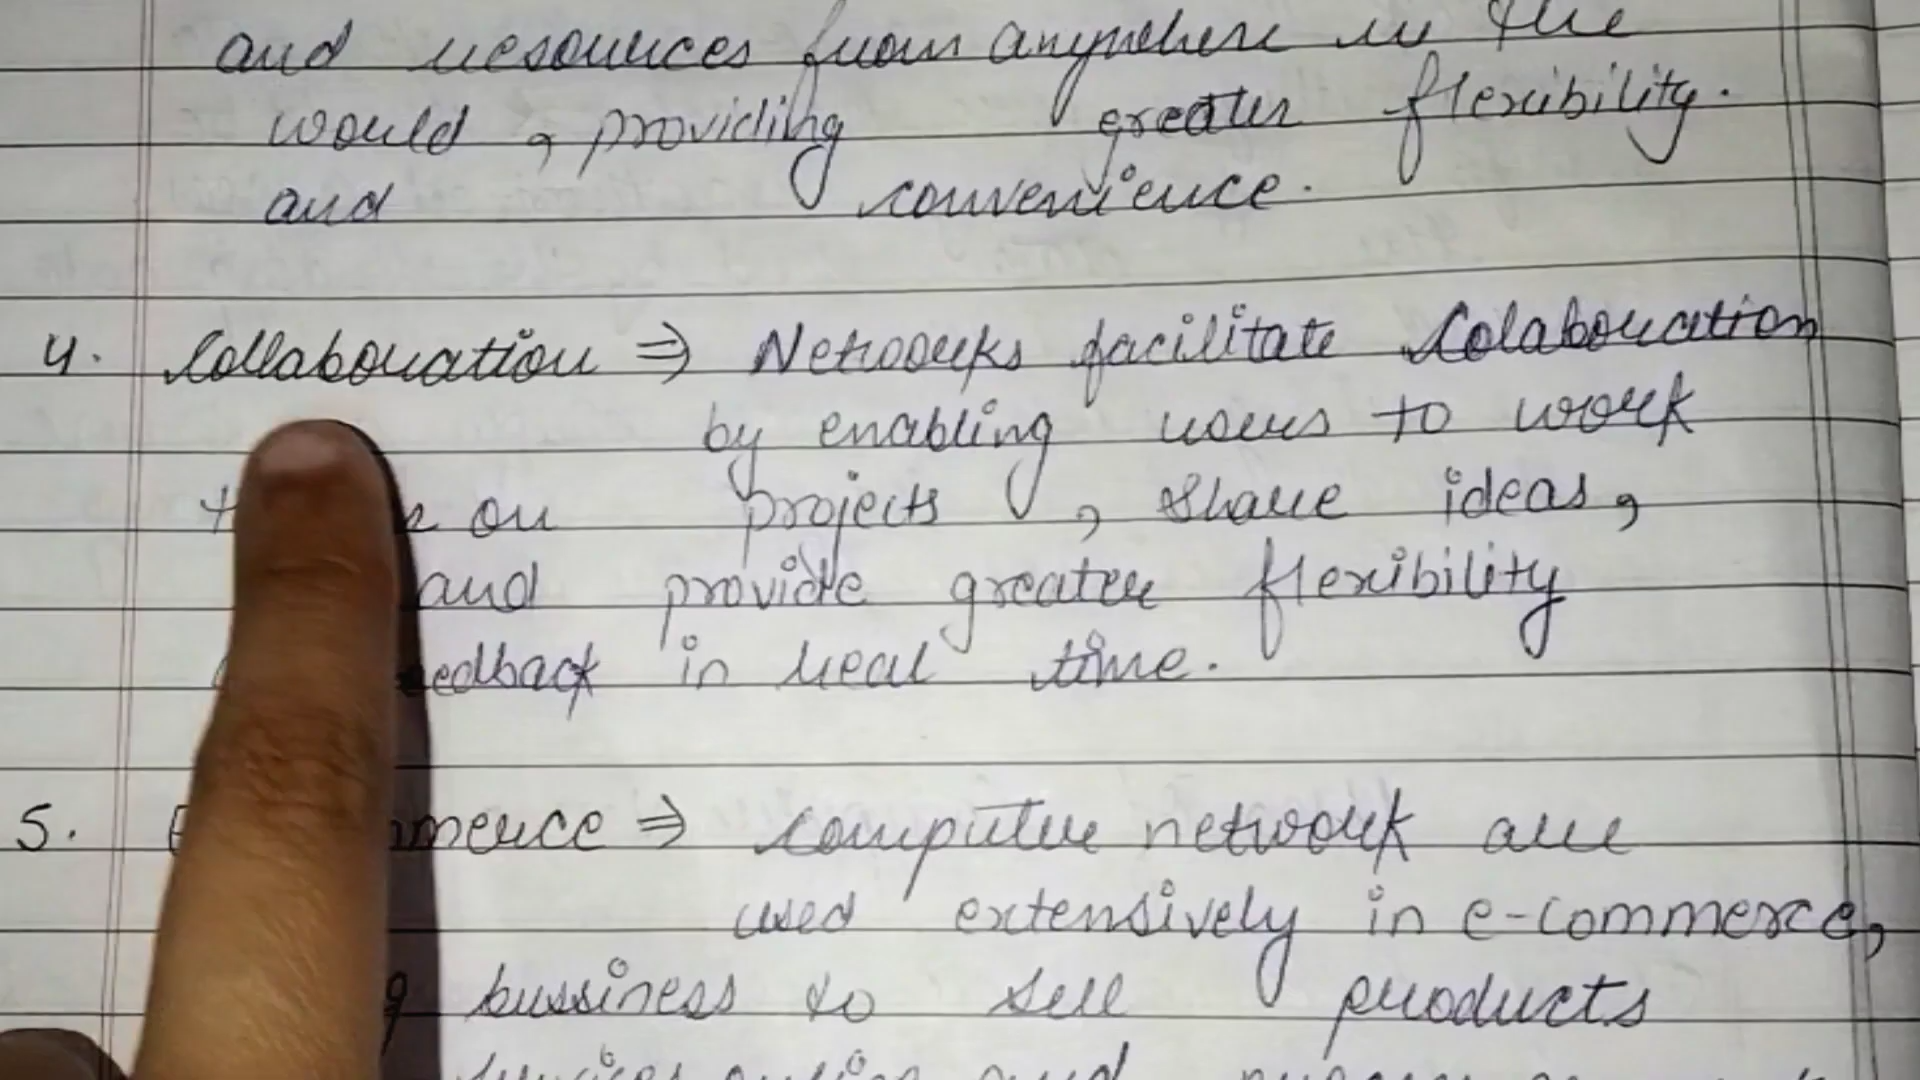 and resources from anywhere in the
world , providing greater flexibility.
and convenience.
4. Collaboration ⇒ Networks facilitate Colaboration
by enabling users to work
on projects , share ideas,
and provide greater flexibility
in real time.
5. ⇒ computer network are
used extensively in e-commerce,
bussiness to sell products
and